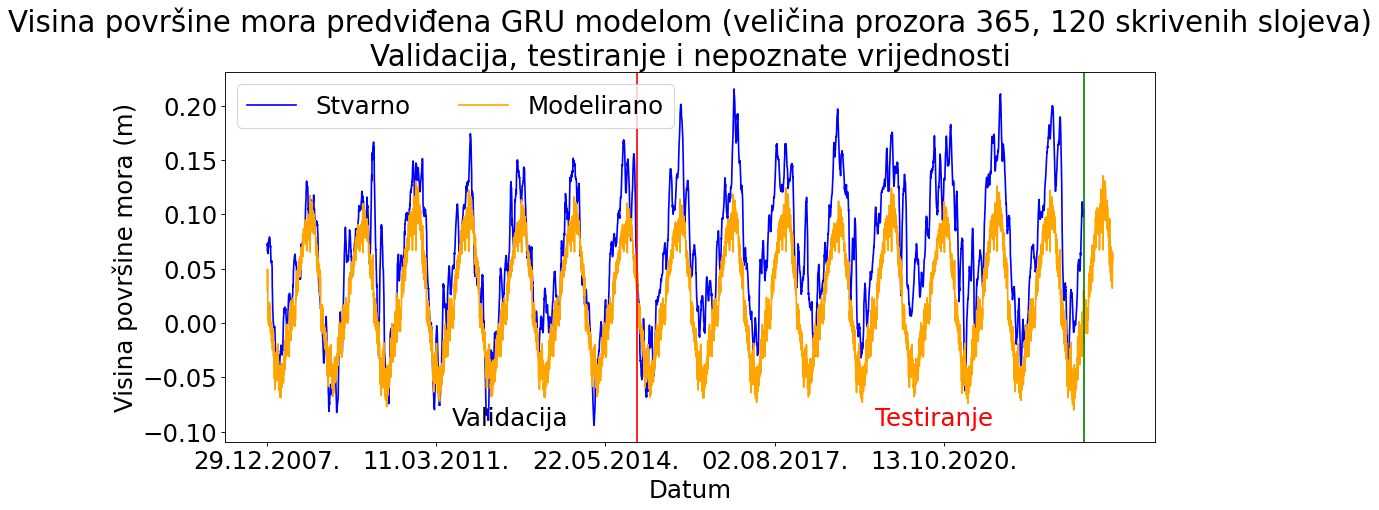 Visina površine mora predviđena GRU modelom (veličina prozora 365, 120 skrivenih slojeva)
Validacija, testiranje i nepoznate vrijednosti
Stvarno Modelirano
Visina površine mora (m)
0.20
0.15
0.10
0.05
0.00
−0.05
−0.10
Validacija Testiranje
29.12.2007. 11.03.2011. 22.05.2014. 02.08.2017. 13.10.2020.
Datum